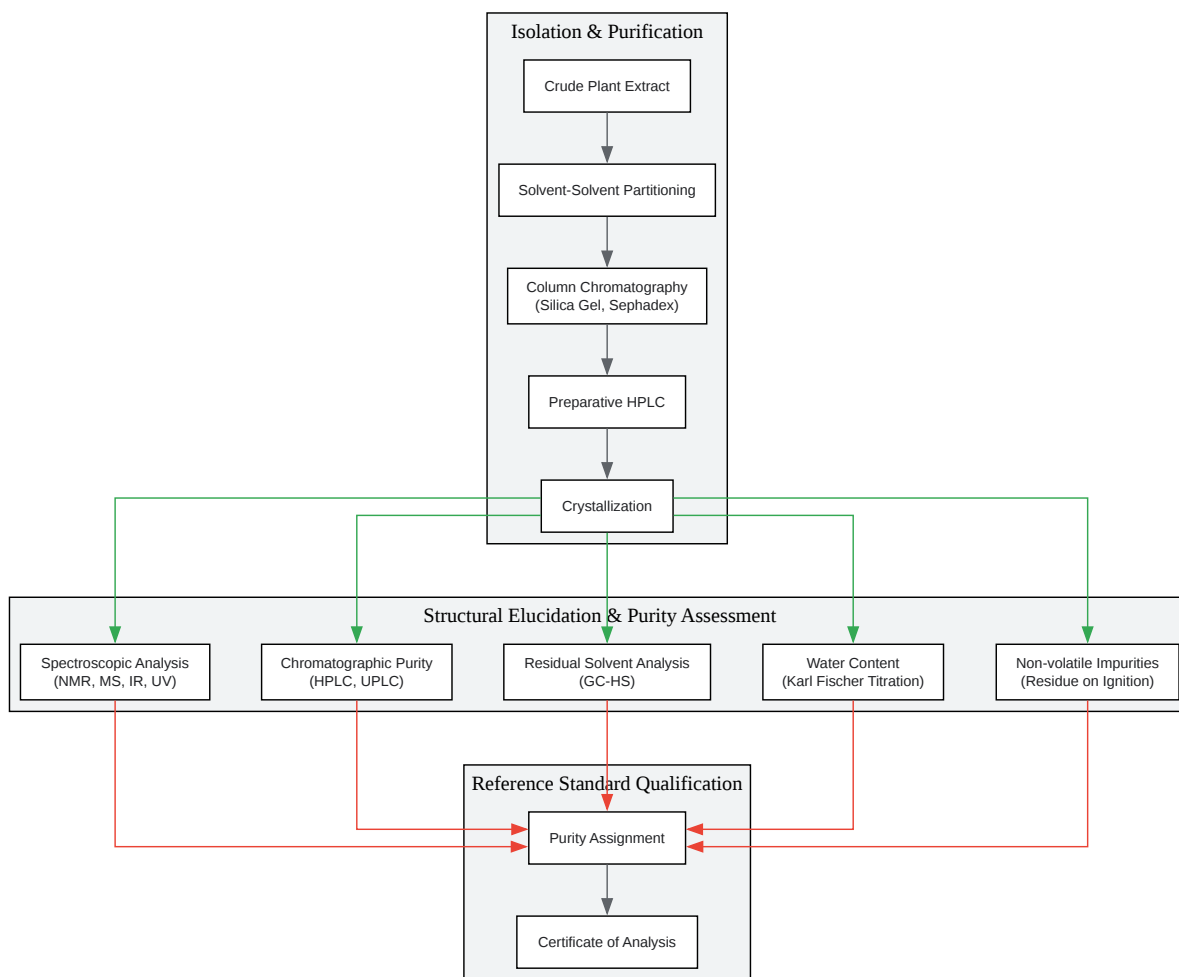 Isolation & Purification
Crude Plant Extract
Solvent-Solvent Partitioning
Column Chromatography
(Silica Gel, Sephadex)
Preparative HPLC
Crystallization
Structural Elucidation & Purity Assessment
Spectroscopic Analysis
(NMR, MS, IR, UV)
Chromatographic Purity
(HPLC, UPLC)
Residual Solvent Analysis
(GC-HS)
Water Content
(Karl Fischer Titration)
Non-volatile Impurities
(Residue on Ignition)
Reference Standard Qualification
Purity Assignment
Certificate of Analysis